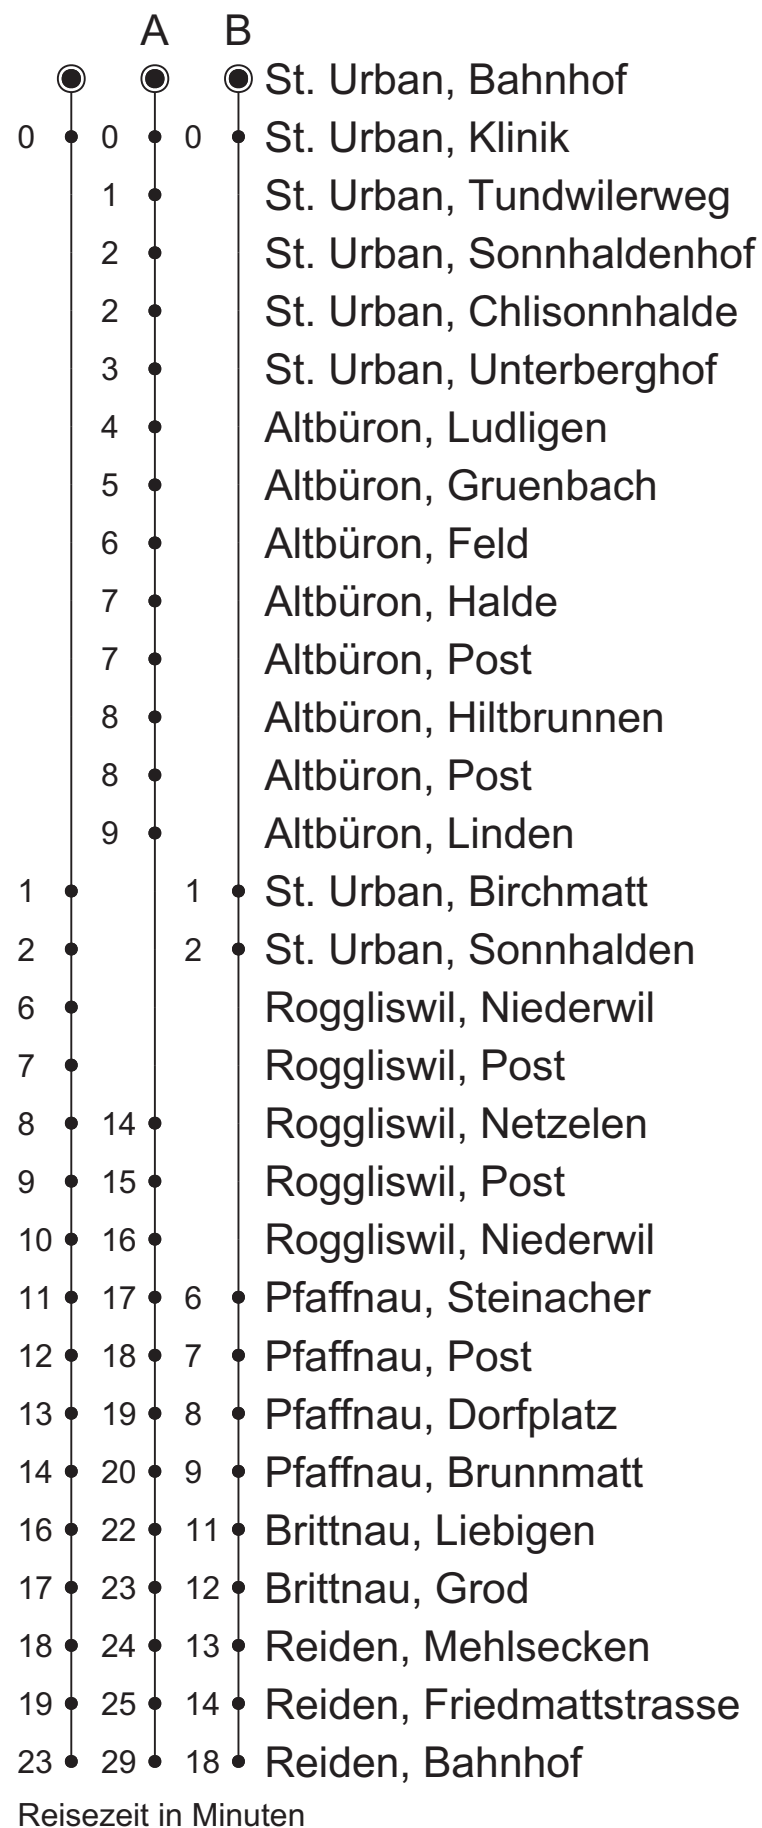 A B
St. Urban, Bahnhof
0 0 0 St. Urban, Klinik
1 St. Urban, Tundwilerweg
2 St. Urban, Sonnhaldenhof
2 St. Urban, Chlisonnhalde
3 St. Urban, Unterberghof
4 Altbüron, Ludligen
5 Altbüron, Gruenbach
6 Altbüron, Feld
7 Altbüron, Halde
7 Altbüron, Post
8 Altbüron, Hiltbrunnen
8 Altbüron, Post
9 Altbüron, Linden
1 1 St. Urban, Birchmatt
2 2 St. Urban, Sonnhalden
6 Roggliswil, Niederwil
7 Roggliswil, Post
8 14 Roggliswil, Netzelen
9 15 Roggliswil, Post
10 16 Roggliswil, Niederwil
11 17 6 Pfaffnau, Steinacher
12 18 7 Pfaffnau, Post
13 19 8 Pfaffnau, Dorfplatz
14 20 9 Pfaffnau, Brunnmatt
16 22 11 Brittnau, Liebigen
17 23 12 Brittnau, Grod
18 24 13 Reiden, Mehlsecken
19 25 14 Reiden, Friedmattstrasse
23 29 18 Reiden, Bahnhof
Reisezeit in Minuten